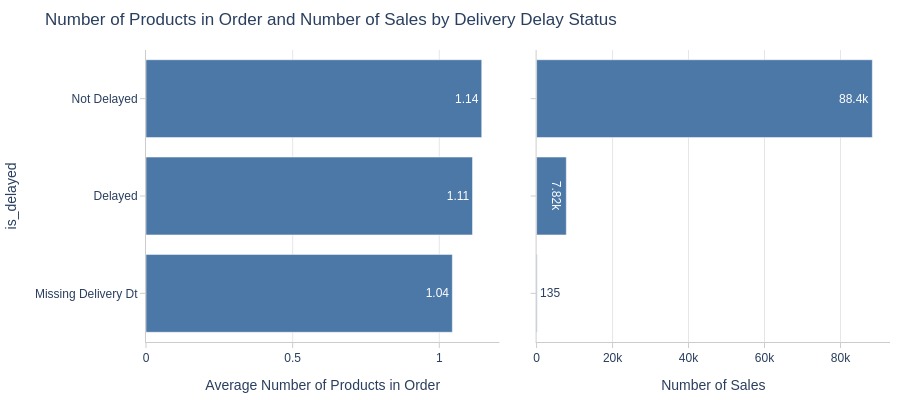 Number of Products in Order and Number of Sales by Delivery Delay Status
is_delayed
Not Delayed
Delayed
Missing Delivery Dt
1.14
1.11
1.04
0
0.5
1
Average Number of Products in Order
88.4k
7.82k
135
0
20k
40k
60k
80k
Number of Sales